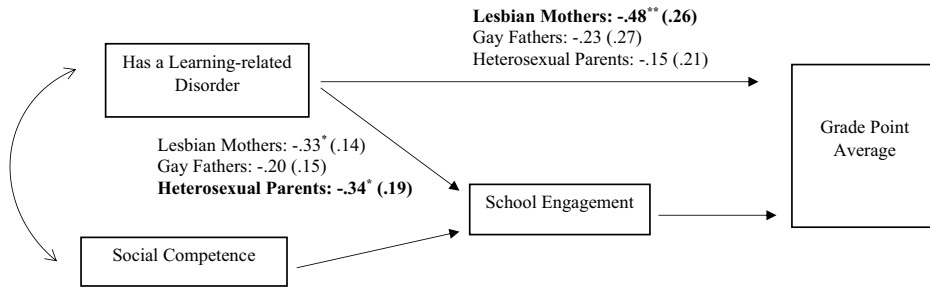 Lesbian Mothers: -.48** (.26)
Gay Fathers: -.23 (.27)
Heterosexual Parents: -.15 (.21)
Has a Learning-related
Disorder
Grade Point
Average
Lesbian Mothers: -.33* (.14)
Gay Fathers: -.20 (.15)
Heterosexual Parents: -.34* (.19)
School Engagement
Social Competence